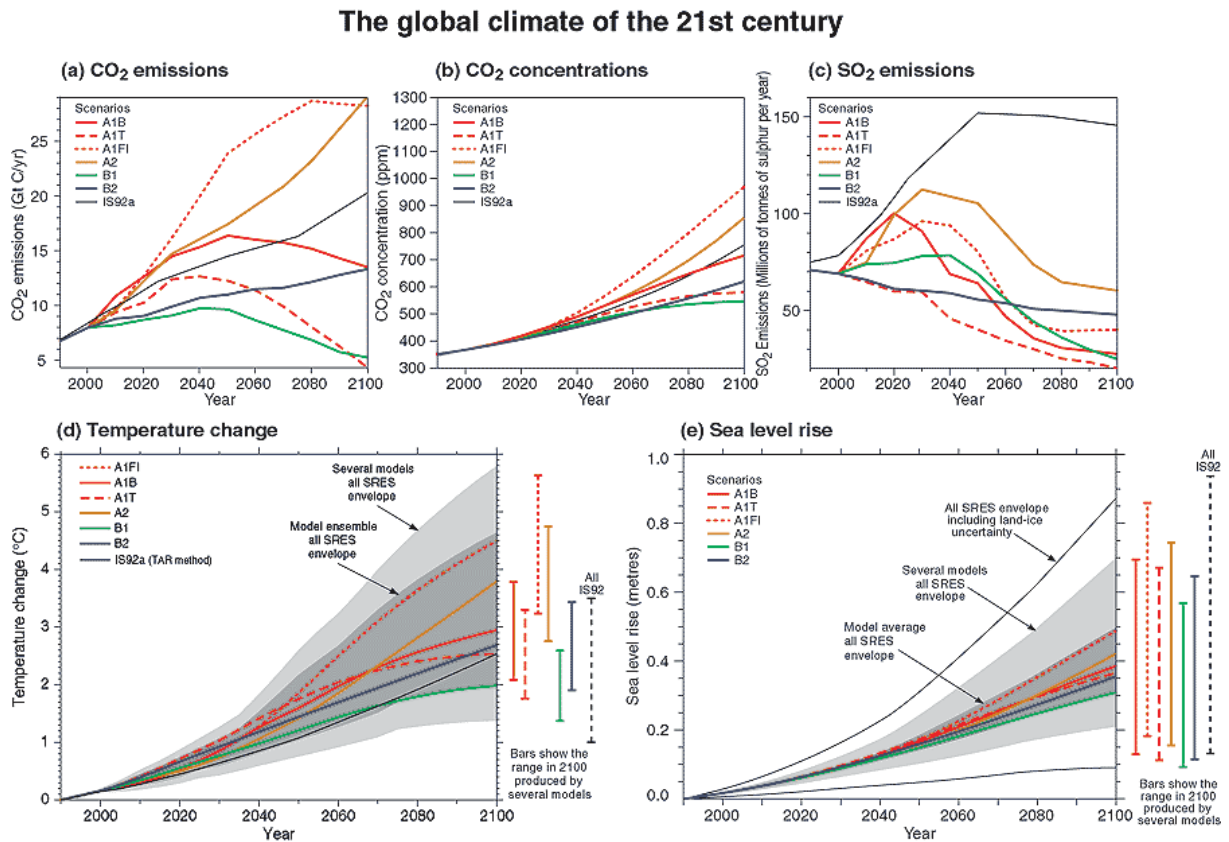 The global climate of the 21st century
(a) CO2 emissions
CO2 emissions (Gt C/yr)
25
20
15
10
5
Scenarios
A1B
A1T
A1FI
A2
B1
B2
IS92a
2000 2020 2040 2060 2080 2100
Year
(b) CO2 concentrations
CO2 concentration (ppm)
1300
1200
1100
1000
900
800
700
600
500
400
300
Scenarios
A1B
A1T
A1FI
A2
B1
B2
IS92a
2000 2020 2040 2060 2080 2100
Year
(c) SO2 emissions
SO2 Emissions (Millions of tonnes of sulphur per year)
150
100
50
Scenarios
A1B
A1T
A1FI
A2
B1
B2
IS92a
2000 2020 2040 2060 2080 2100
Year
(d) Temperature change
Temperature change (°C)
6
5
4
3
2
1
0
A1FI
A1B
A1T
A2
B1
B2
IS92a (TAR method)
Several models
all SRES
envelope
Model ensemble
all SRES
envelope
All
IS92
Bars show the
range in 2100
produced by
several models
2000 2020 2040 2060 2080 2100
Year
(e) Sea level rise
Sea level rise (metres)
1.0
0.8
0.6
0.4
0.2
0.0
Scenarios
A1B
A1T
A1FI
A2
B1
B2
All SRES envelope
including land-ice
uncertainty
Several models
all SRES
envelope
Model average
all SRES
envelope
All
IS92
Bars show the
range in 2100
produced by
several models
2000 2020 2040 2060 2080 2100
Year